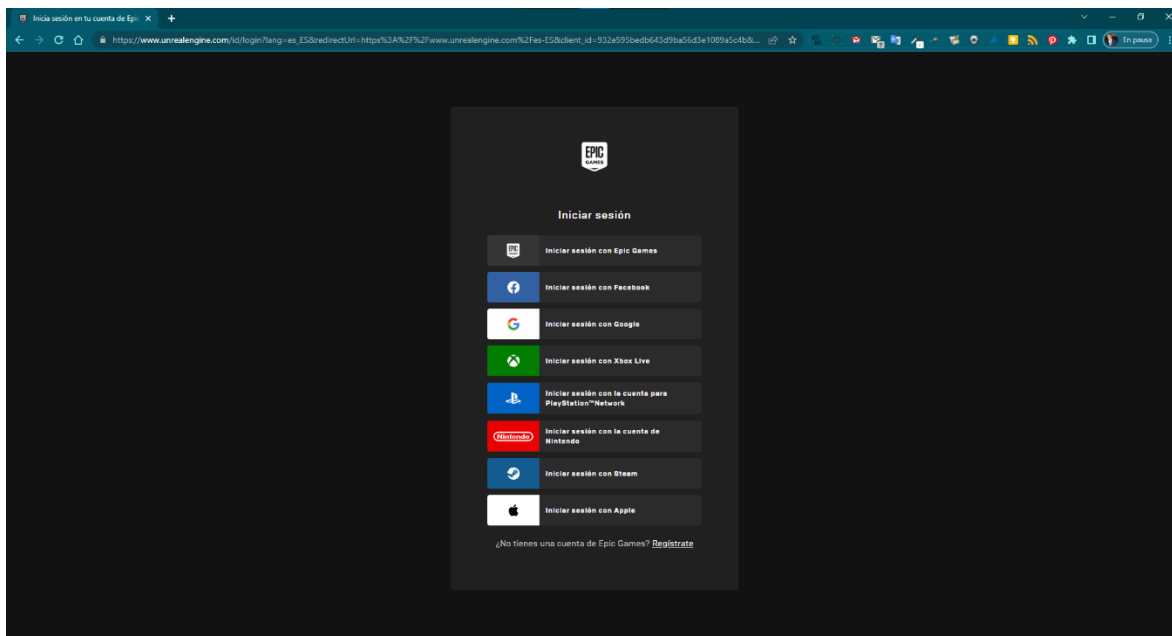 Inicia sesión en tu cuenta de Epi
https://www.unrealengine.com/id/login?lang=es_ES&redirectUrl=https%3A%2F%2Fwww.unrealengine.com%2Fes-ES&client_id=932e595bedb643d9ba56d3e1089a5c4b&...
En pausa
EPIC
GAMES
Iniciar sesión
EPIC
GAMES
Iniciar sesión con Epic Games
Iniciar sesión con Facebook
Iniciar sesión con Google
Iniciar sesión con Xbox Live
Iniciar sesión con la cuenta para
PlayStation™Network
Nintendo
Iniciar sesión con la cuenta de
Nintendo
Iniciar sesión con Steam
Iniciar sesión con Apple
¿No tienes una cuenta de Epic Games? Regístrate